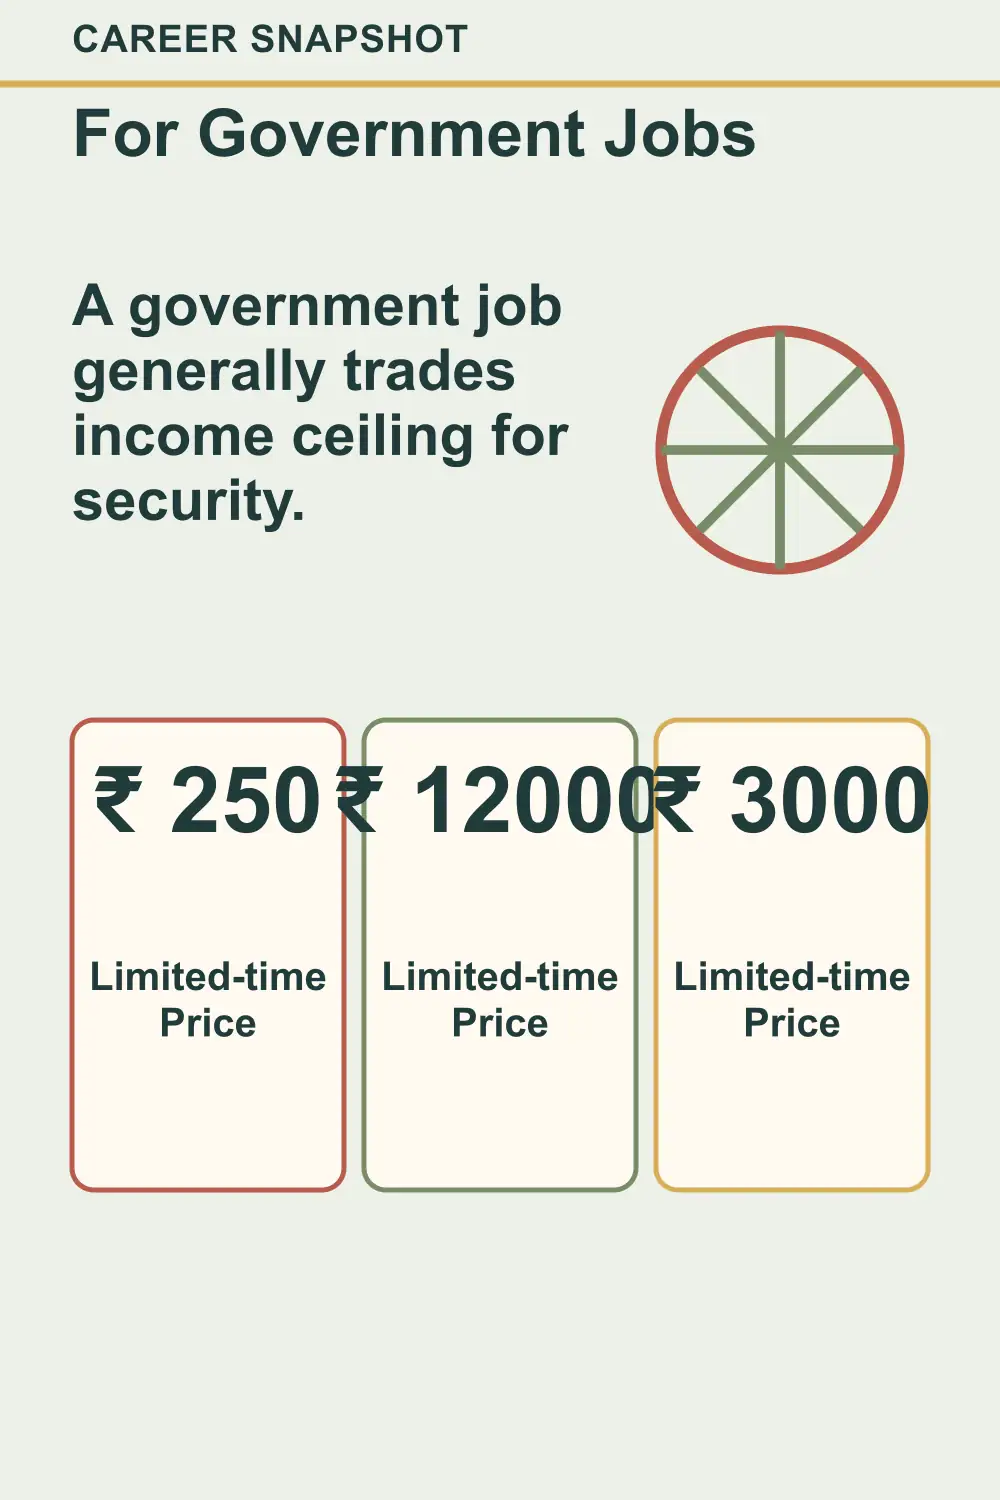 CAREER SNAPSHOT
For Government Jobs
A government job
generally trades
income ceiling for
security.
₹ 250
₹ 12000
₹ 3000
Limited-time
Price
Limited-time
Price
Limited-time
Price